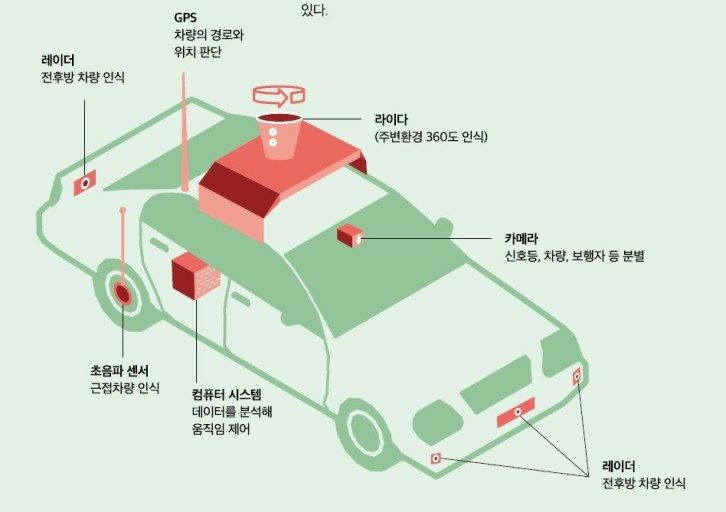 있다.
GPS
차량의 경로와
위치 판단
레이더
전후방 차량 인식
라이다
(주변환경 360도 인식)
카메라
신호등, 차량, 보행자 등 분별
초음파 센서
근접차량 인식
컴퓨터 시스템
데이터를 분석해
움직임 제어
레이더
전후방 차량 인식